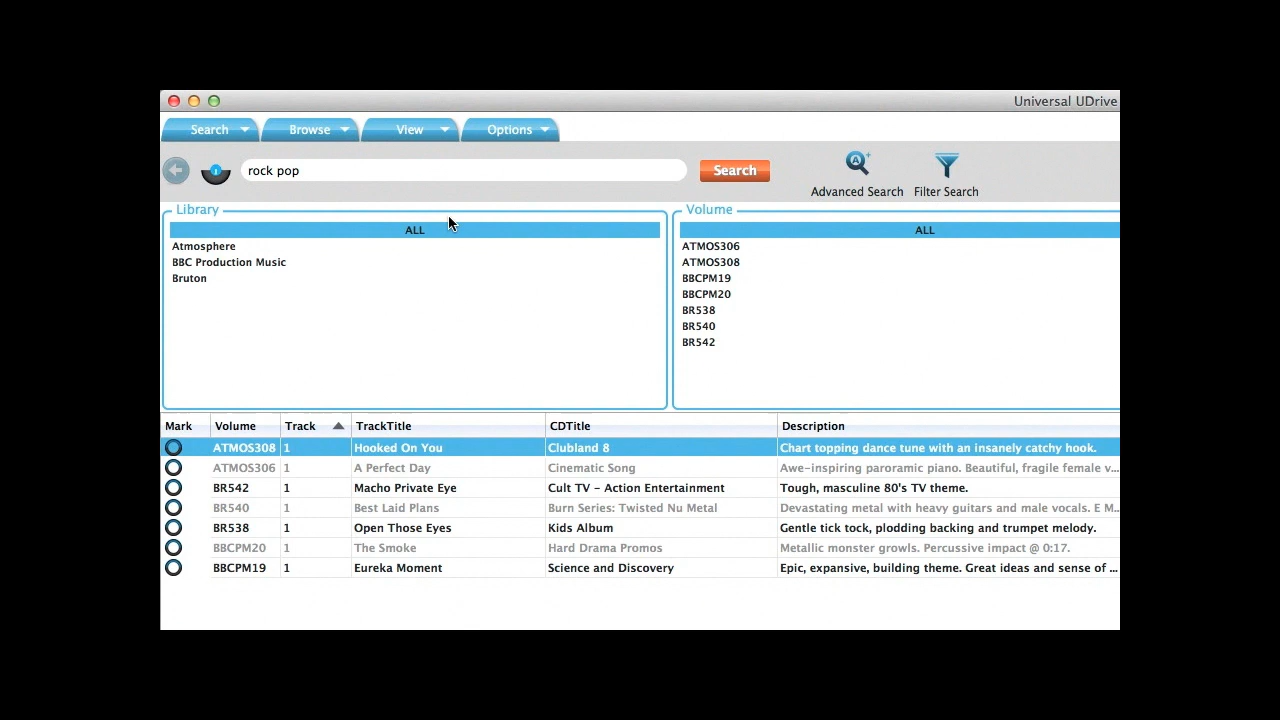 Universal UDrive
Search Browse View Options
rock pop Search
Advanced Search Filter Search
Library Volume
ALL ALL
Atmosphere ATMOS306
BBC Production Music ATMOS308
Bruton BBCPM19
BBCPM20
BR538
BR540
BR542
Mark Volume Track TrackTitle CDTitle Description
ATMOS308 1 Hooked On You Clubland 8 Chart topping dance tune with an insanely catchy hook.
ATMOS306 1 A Perfect Day Cinematic Song Awe-inspiring paroramic piano. Beautiful, fragile female v...
BR542 1 Macho Private Eye Cult TV - Action Entertainment Tough, masculine 80's TV theme.
BR540 1 Best Laid Plans Burn Series: Twisted Nu Metal Devastating metal with heavy guitars and male vocals. E M...
BR538 1 Open Those Eyes Kids Album Gentle tick tock, plodding backing and trumpet melody.
BBCPM20 1 The Smoke Hard Drama Promos Metallic monster growls. Percussive impact @ 0:17.
BBCPM19 1 Eureka Moment Science and Discovery Epic, expansive, building theme. Great ideas and sense of ...